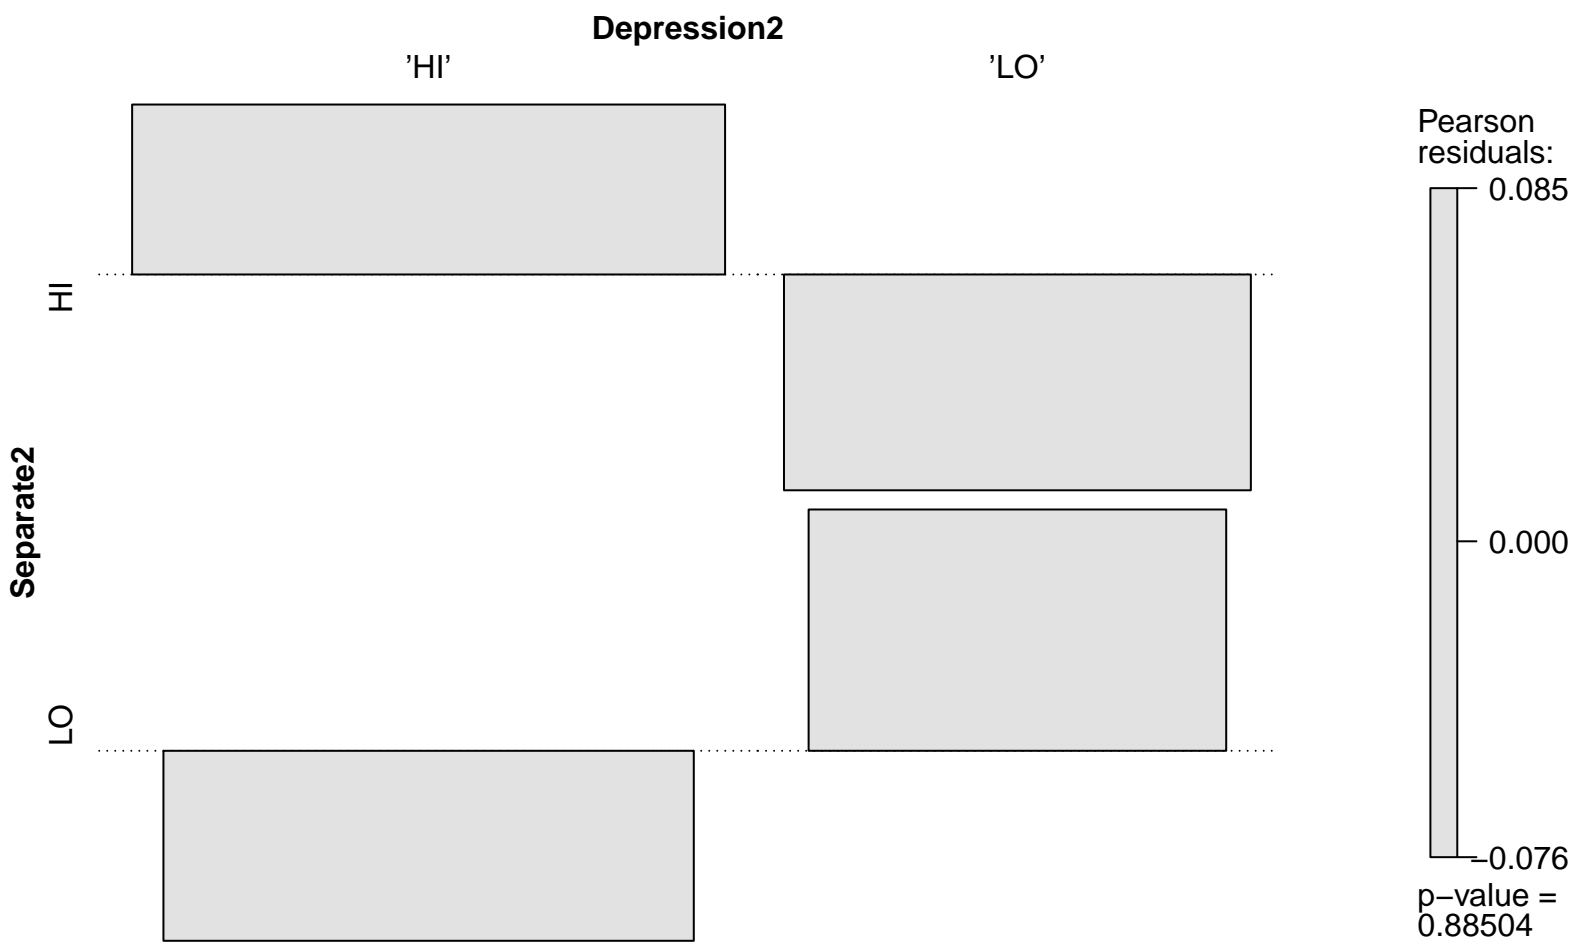 Depression2
’HI’ ’LO’
Pearson
residuals:
0.085
HI
Separate2
0.000
LO
−0.076
p−value =
0.88504